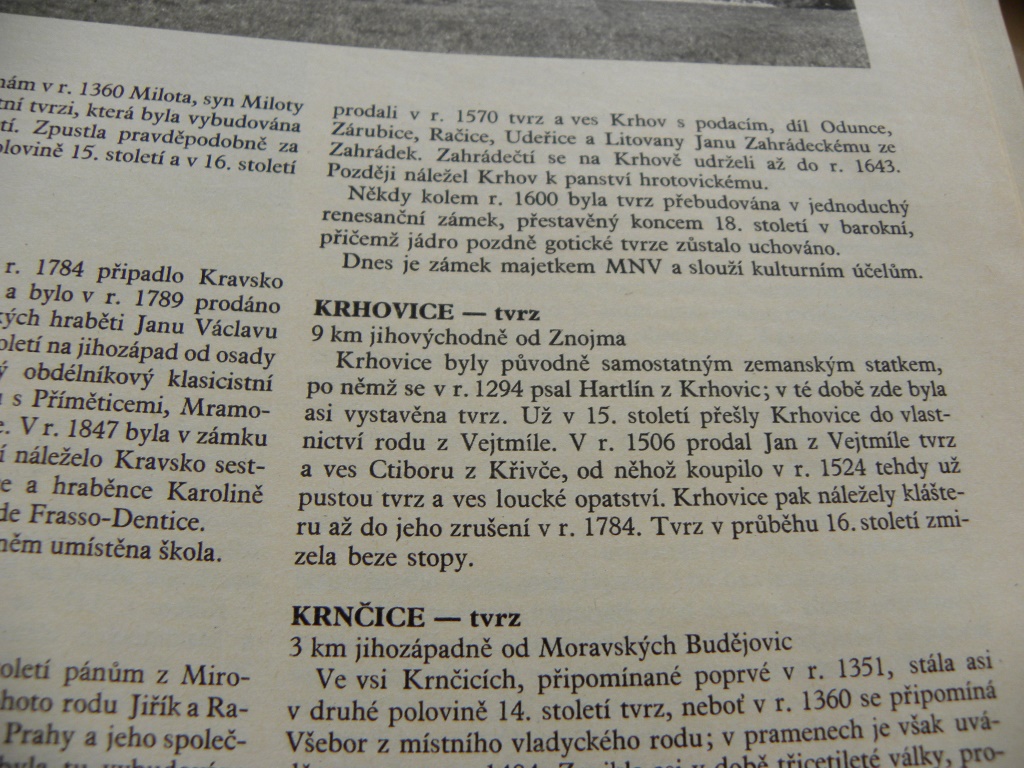 nám v r. 1360 Milota, syn Miloty
tní tvrzi, která byla vybudována
tí. Zpustla pravděpodobně za
olovině 15. století a v 16. století
r. 1784 připadlo Kravsko
a bylo v r. 1789 prodáno
kých hraběti Janu Václavu
oletí na jihozápad od osady
ý obdélníkový klasicistní
s Příměticemi, Mramo-
e. V r. 1847 byla v zámku
í náleželo Kravsko sest-
e a hraběnce Karolině
de Frasso-Dentice.
něm umístěna škola.
oletí pánům z Miro-
hoto rodu Jiřík a Ra-
Prahy a jeho společ-
byla tu
prodali v r. 1570 tvrz a ves Krhov s podacím, díl Odunce,
Zárubice, Račice, Udeřice a Litovany Janu Zahrádeckému ze
Zahrádek. Zahrádečtí se na Krhově udrželi až do r. 1643.
Později náležel Krhov k panství hrotovickému.
Někdy kolem r. 1600 byla tvrz přebudována v jednoduchý
renesanční zámek, přestavěný koncem 18. století v barokní,
přičemž jádro pozdně gotické tvrze zůstalo uchováno.
Dnes je zámek majetkem MNV a slouží kulturním účelům.
KRHOVICE — tvrz
9 km jihovýchodně od Znojma
Krhovice byly původně samostatným zemanským statkem,
po němž se v r. 1294 psal Hartlín z Krhovic; v té době zde byla
asi vystavěna tvrz. Už v 15. století přešly Krhovice do vlast-
nictví rodu z Vejtmíle. V r. 1506 prodal Jan z Vejtmíle tvrz
a ves Ctiboru z Křivče, od něhož koupilo v r. 1524 tehdy už
pustou tvrz a ves loucké opatství. Krhovice pak náležely klášte-
ru až do jeho zrušení v r. 1784. Tvrz v průběhu 16. století zmi-
zela beze stopy.
KRNČICE — tvrz
3 km jihozápadně od Moravských Budějovic
Ve vsi Krnčicích, připomínané poprvé v r. 1351, stála asi
v druhé polovině 14. století tvrz, neboť v r. 1360 se připomíná
Všebor z místního vladyckého rodu; v pramenech je však uvá-
v době třicetileté války, pro-